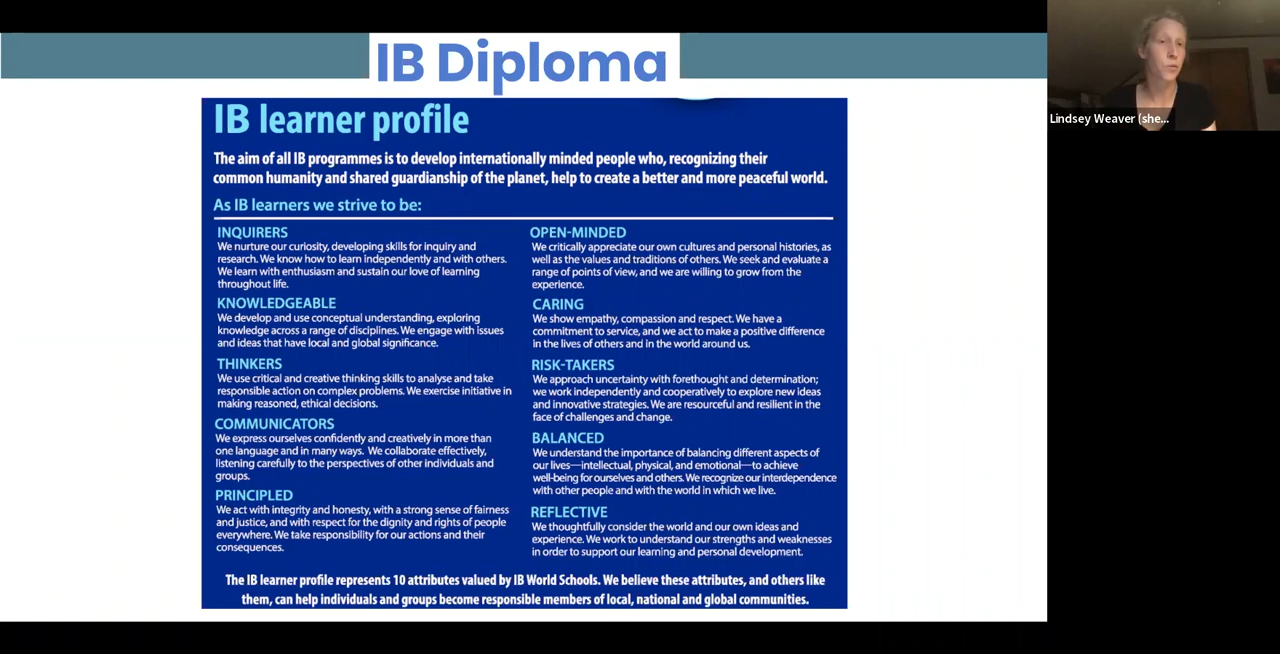 IB Diploma
IB learner profile
The aim of all IB programmes is to develop internationally minded people who, recognizing their
common humanity and shared guardianship of the planet, help to create a better and more peaceful world.
As IB learners we strive to be:
INQUIRERS
We nurture our curiosity, developing skills for inquiry and
research. We know how to learn independently and with others.
We learn with enthusiasm and sustain our love of learning
throughout life.
KNOWLEDGEABLE
We develop and use conceptual understanding, exploring
knowledge across a range of disciplines. We engage with issues
and ideas that have local and global significance.
THINKERS
We use critical and creative thinking skills to analyse and take
responsible action on complex problems. We exercise initiative in
making reasoned, ethical decisions.
COMMUNICATORS
We express ourselves confidently and creatively in more than
one language and in many ways. We collaborate effectively,
listening carefully to the perspectives of other individuals and
groups.
PRINCIPLED
We act with integrity and honesty, with a strong sense of fairness
and justice, and with respect for the dignity and rights of people
everywhere. We take responsibility for our actions and their
consequences.
OPEN-MINDED
We critically appreciate our own cultures and personal histories, as
well as the values and traditions of others. We seek and evaluate a
range of points of view, and we are willing to grow from the
experience.
CARING
We show empathy, compassion and respect. We have a
commitment to service, and we act to make a positive difference
in the lives of others and in the world around us.
RISK-TAKERS
We approach uncertainty with forethought and determination;
we work independently and cooperatively to explore new ideas
and innovative strategies. We are resourceful and resilient in the
face of challenges and change.
BALANCED
We understand the importance of balancing different aspects of
our lives—intellectual, physical, and emotional—to achieve
well-being for ourselves and others. We recognize our interdependence
with other people and with the world in which we live.
REFLECTIVE
We thoughtfully consider the world and our own ideas and
experience. We work to understand our strengths and weaknesses
in order to support our learning and personal development.
The IB learner profile represents 10 attributes valued by IB World Schools. We believe these attributes, and others like
them, can help individuals and groups become responsible members of local, national and global communities.
Lindsey Weaver (she...